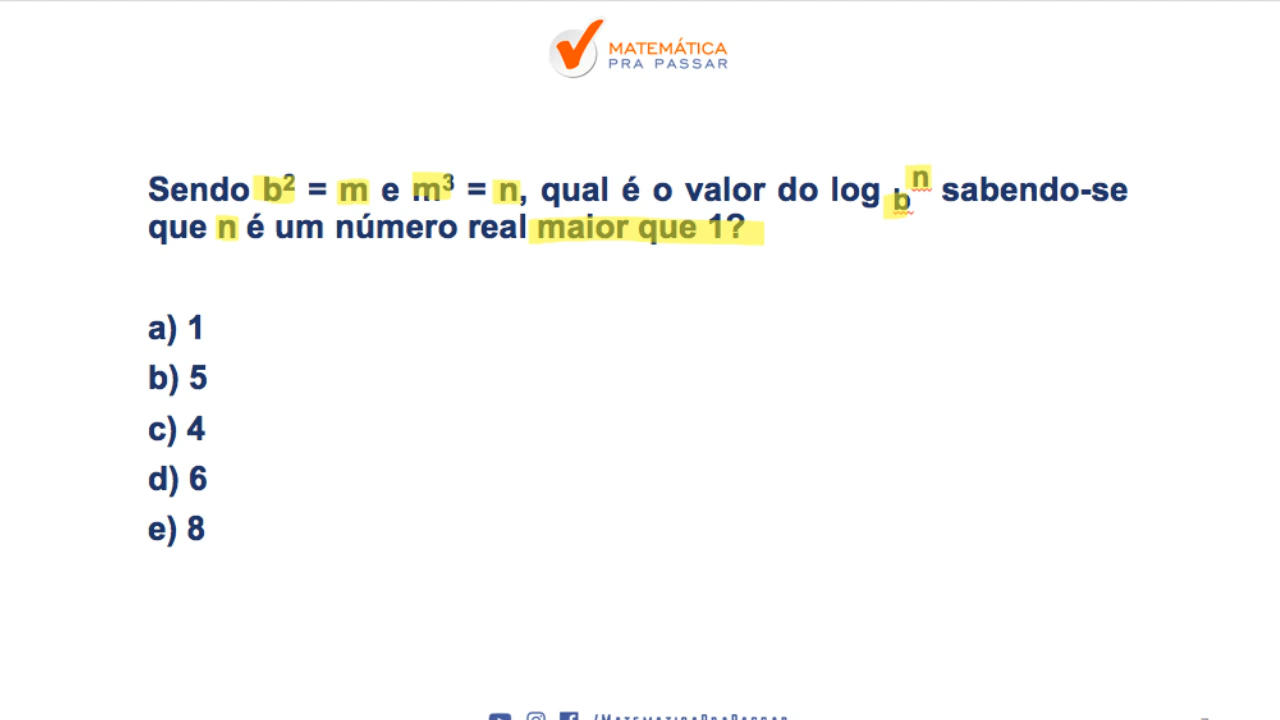 MATEMÁTICA
PRA PASSAR
Sendo b² = m e m³ = n, qual é o valor do log b n sabendo-se
que n é um número real maior que 1?
a) 1
b) 5
c) 4
d) 6
e) 8
/MATEMATICAPRAPASSAR